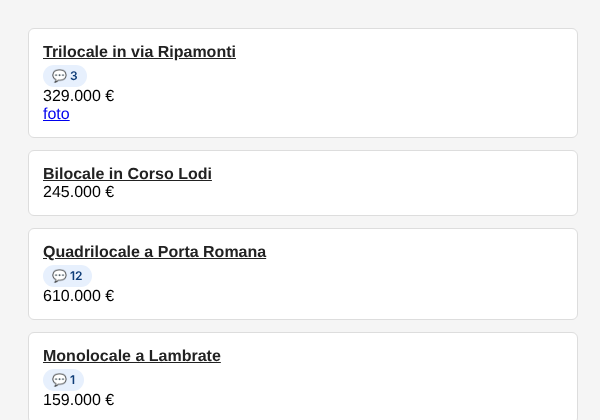 Trilocale in via Ripamonti
💬 3
329.000 €
foto
Bilocale in Corso Lodi
245.000 €
Quadrilocale a Porta Romana
💬 12
610.000 €
Monolocale a Lambrate
💬 1
159.000 €